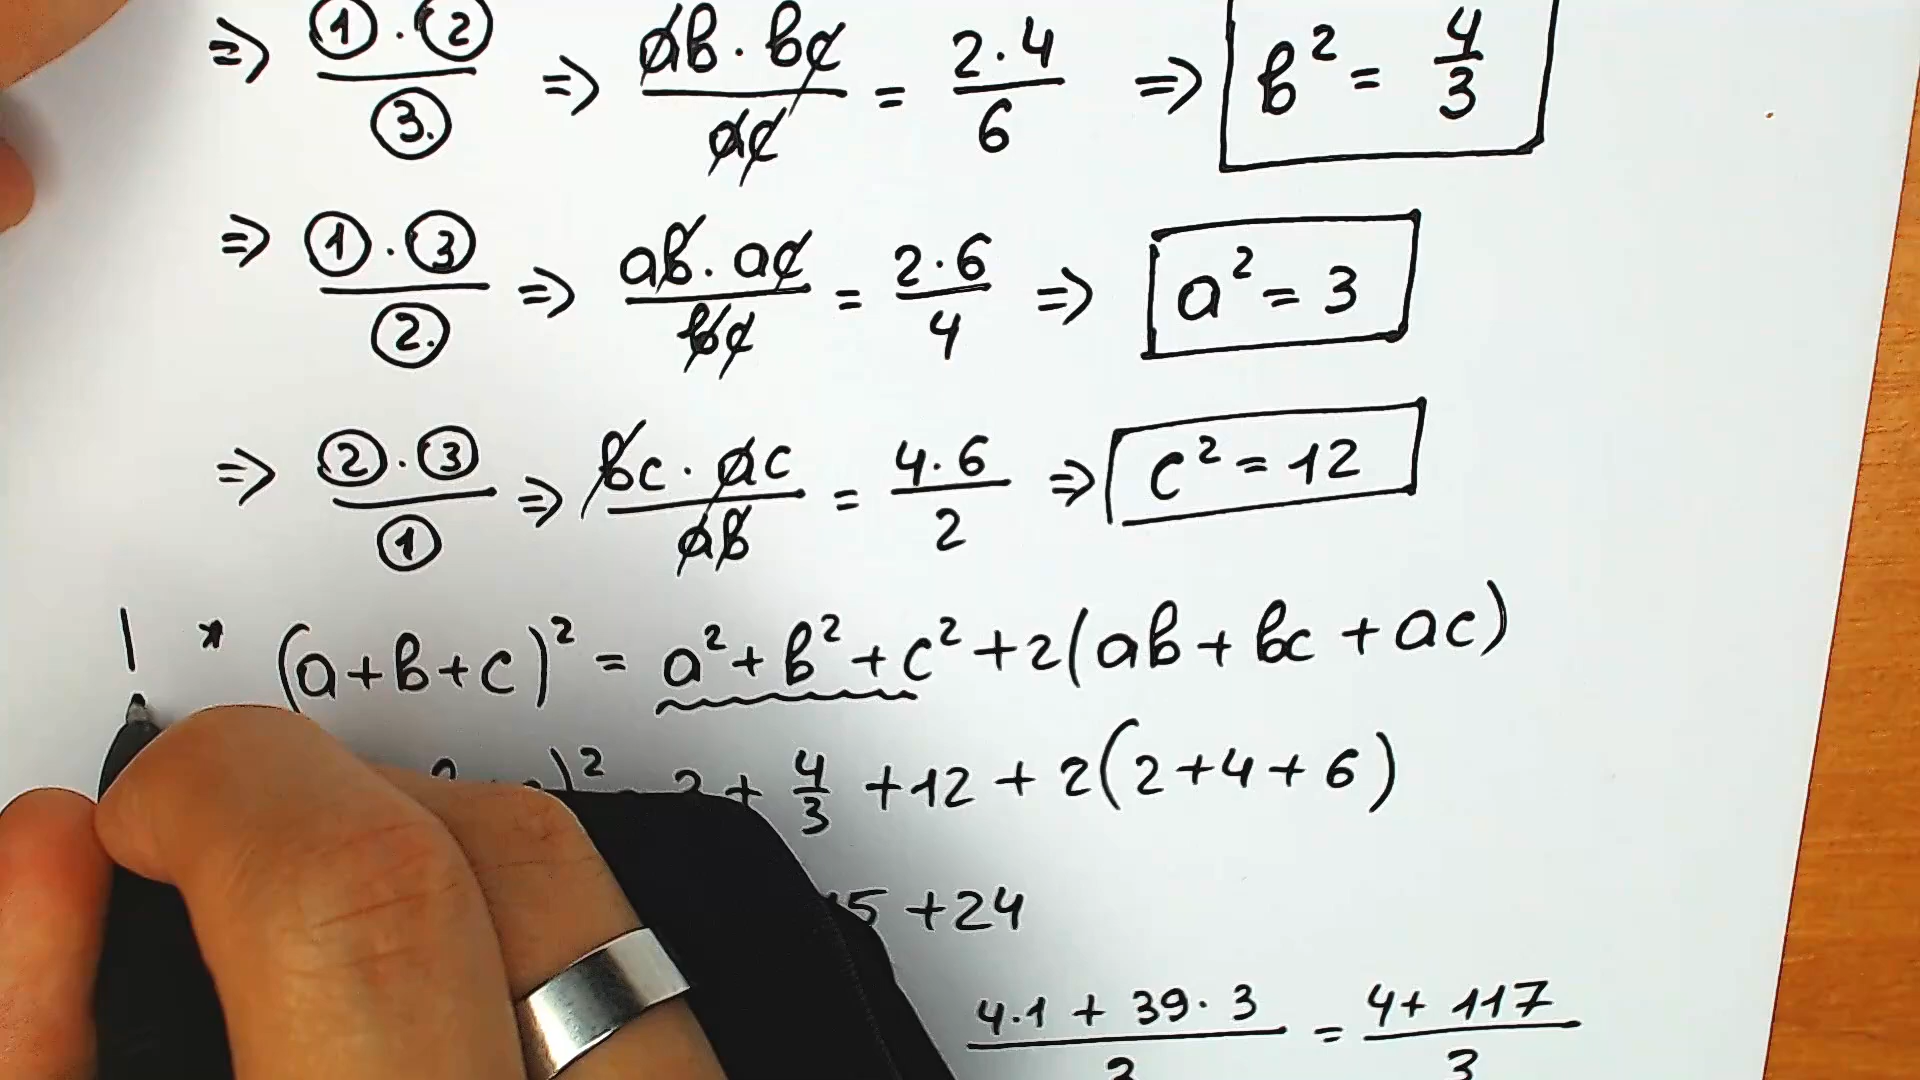 => ①·② / ③. => ab·bc / ac = 2·4 / 6 => b² = 4/3
=> ①·③ / ②. => ab·ac / bc = 2·6 / 4 => a² = 3
=> ②·③ / ① => bc·ac / ab = 4·6 / 2 => c² = 12
* (a+b+c)² = a²+b²+c²+2(ab+bc+ac)
)² + 4/3 +12+2(2+4+6)
5 +24
4·1 + 39·3 / 3 = 4+117 / 3